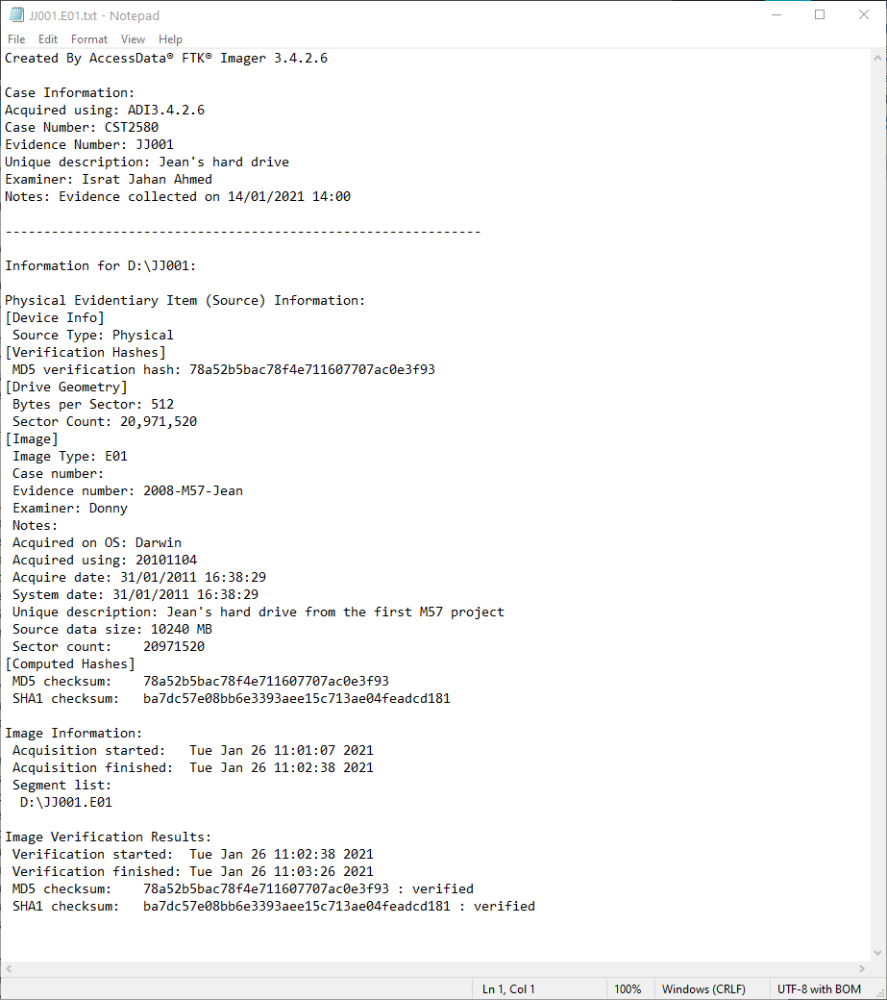 JJ001.E01.txt - Notepad
File Edit Format View Help
Created By AccessData® FTK® Imager 3.4.2.6
Case Information:
Acquired using: ADI3.4.2.6
Case Number: CST2580
Evidence Number: JJ001
Unique description: Jean's hard drive
Examiner: Israt Jahan Ahmed
Notes: Evidence collected on 14/01/2021 14:00
--------------------------------------------------------------
Information for D:\JJ001:
Physical Evidentiary Item (Source) Information:
[Device Info]
Source Type: Physical
[Verification Hashes]
MD5 verification hash: 78a52b5bac78f4e711607707ac0e3f93
[Drive Geometry]
Bytes per Sector: 512
Sector Count: 20,971,520
[Image]
Image Type: E01
Case number:
Evidence number: 2008-M57-Jean
Examiner: Donny
Notes:
Acquired on OS: Darwin
Acquired using: 20101104
Acquire date: 31/01/2011 16:38:29
System date: 31/01/2011 16:38:29
Unique description: Jean's hard drive from the first M57 project
Source data size: 10240 MB
Sector count:    20971520
[Computed Hashes]
MD5 checksum:    78a52b5bac78f4e711607707ac0e3f93
SHA1 checksum:   ba7dc57e08bb6e3393aee15c713ae04feadcd181
Image Information:
Acquisition started:   Tue Jan 26 11:01:07 2021
Acquisition finished:  Tue Jan 26 11:02:38 2021
Segment list:
D:\JJ001.E01
Image Verification Results:
Verification started:  Tue Jan 26 11:02:38 2021
Verification finished: Tue Jan 26 11:03:26 2021
MD5 checksum:    78a52b5bac78f4e711607707ac0e3f93 : verified
SHA1 checksum:   ba7dc57e08bb6e3393aee15c713ae04feadcd181 : verified
Ln 1, Col 1 100% Windows (CRLF) UTF-8 with BOM